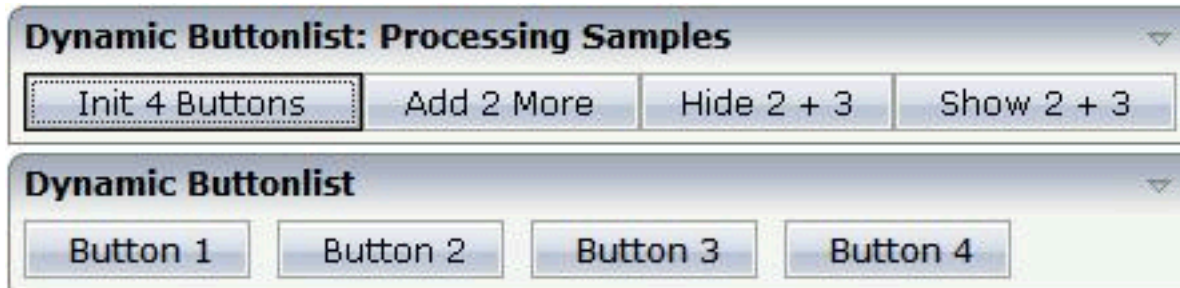 Dynamic Buttonlist: Processing Samples
Init 4 Buttons Add 2 More Hide 2 + 3 Show 2 + 3
Dynamic Buttonlist
Button 1 Button 2 Button 3 Button 4